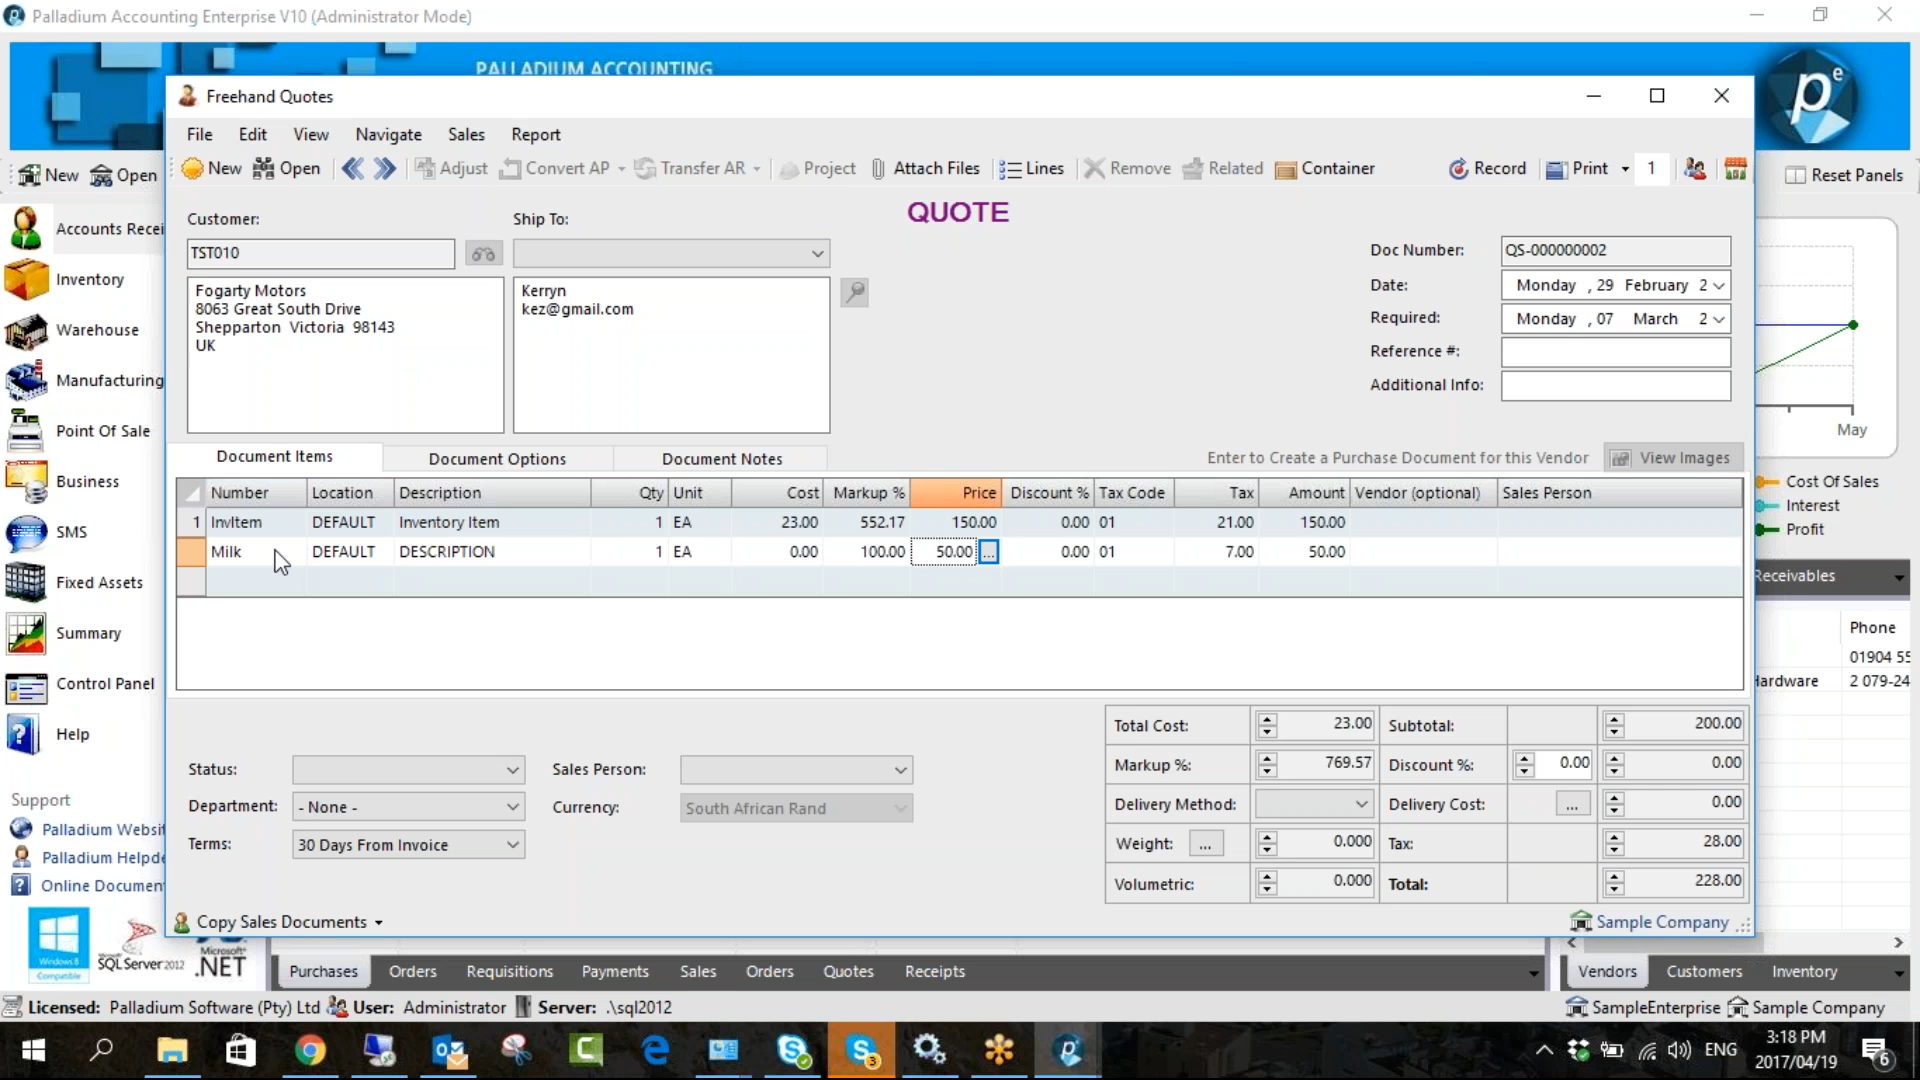 Palladium Accounting Enterprise V10 (Administrator Mode)
PALLADIUM ACCOUNTING
Freehand Quotes
File Edit View Navigate Sales Report
New Open
New Open Adjust Convert AP Transfer AR Project Attach Files Lines Remove Related Container Record Print 1
Reset Panels
Customer: Ship To: QUOTE
TST010
Fogarty Motors
8063 Great South Drive
Shepparton Victoria 98143
UK
Kerryn
kez@gmail.com
Doc Number: QS-000000002
Date: Monday , 29 February 2
Required: Monday , 07 March 2
Reference #:
Additional Info:
Accounts Recei
Inventory
Warehouse
Manufacturing
Point Of Sale
Business
SMS
Fixed Assets
Summary
Control Panel
Help
May
Document Items Document Options Document Notes Enter to Create a Purchase Document for this Vendor View Images
Number Location Description Qty Unit Cost Markup % Price Discount % Tax Code Tax Amount Vendor (optional) Sales Person
1 InvItem DEFAULT Inventory Item 1 EA 23.00 552.17 150.00 0.00 01 21.00 150.00
Milk DEFAULT DESCRIPTION 1 EA 0.00 100.00 50.00 ... 0.00 01 7.00 50.00
Cost Of Sales
Interest
Profit
Receivables
Phone
01904 55
Hardware 2 079-24
Total Cost: 23.00 Subtotal: 200.00
Markup %: 769.57 Discount %: 0.00 0.00
Delivery Method: Delivery Cost: ... 0.00
Weight: ... 0.000 Tax: 28.00
Volumetric: 0.000 Total: 228.00
Status: Sales Person:
Department: - None - Currency: South African Rand
Terms: 30 Days From Invoice
Support
Palladium Websit
Palladium Helpde
Online Documen
Copy Sales Documents
Sample Company
Windows 8
Compatible
SQL Server 2012
Microsoft
.NET
Purchases Orders Requisitions Payments Sales Orders Quotes Receipts
Vendors Customers Inventory
Licensed: Palladium Software (Pty) Ltd User: Administrator Server: .\sql2012
SampleEnterprise Sample Company
3
ENG
3:18 PM
2017/04/19
6